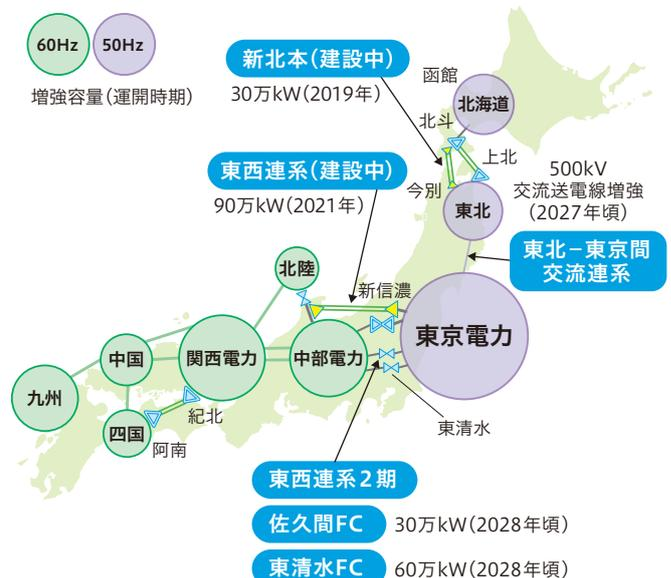 60Hz
50Hz
増強容量(運開時期)
新北本(建設中)
30万kW(2019年)
函館
北海道
北斗
上北
今別
東北
東西連系(建設中)
90万kW(2021年)
500kV
交流送電線増強
(2027年頃)
東北−東京間
交流連系
北陸
新信濃
東京電力
中国
関西電力
中部電力
九州
四国
紀北
阿南
東清水
東西連系2期
佐久間FC
30万kW(2028年頃)
東清水FC
60万kW(2028年頃)